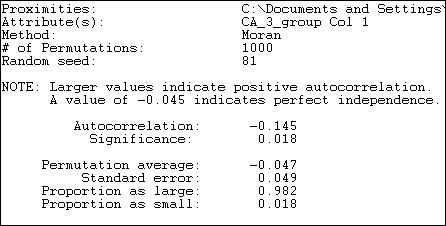 Proximities: C:\Documents and Settings\
Attribute(s): CA_3_group Col 1
Method: Moran
# of Permutations: 1000
Random seed: 81
NOTE: Larger values indicate positive autocorrelation.
A value of -0.045 indicates perfect independence.
Autocorrelation: -0.145
Significance: 0.018
Permutation average: -0.047
Standard error: 0.049
Proportion as large: 0.982
Proportion as small: 0.018